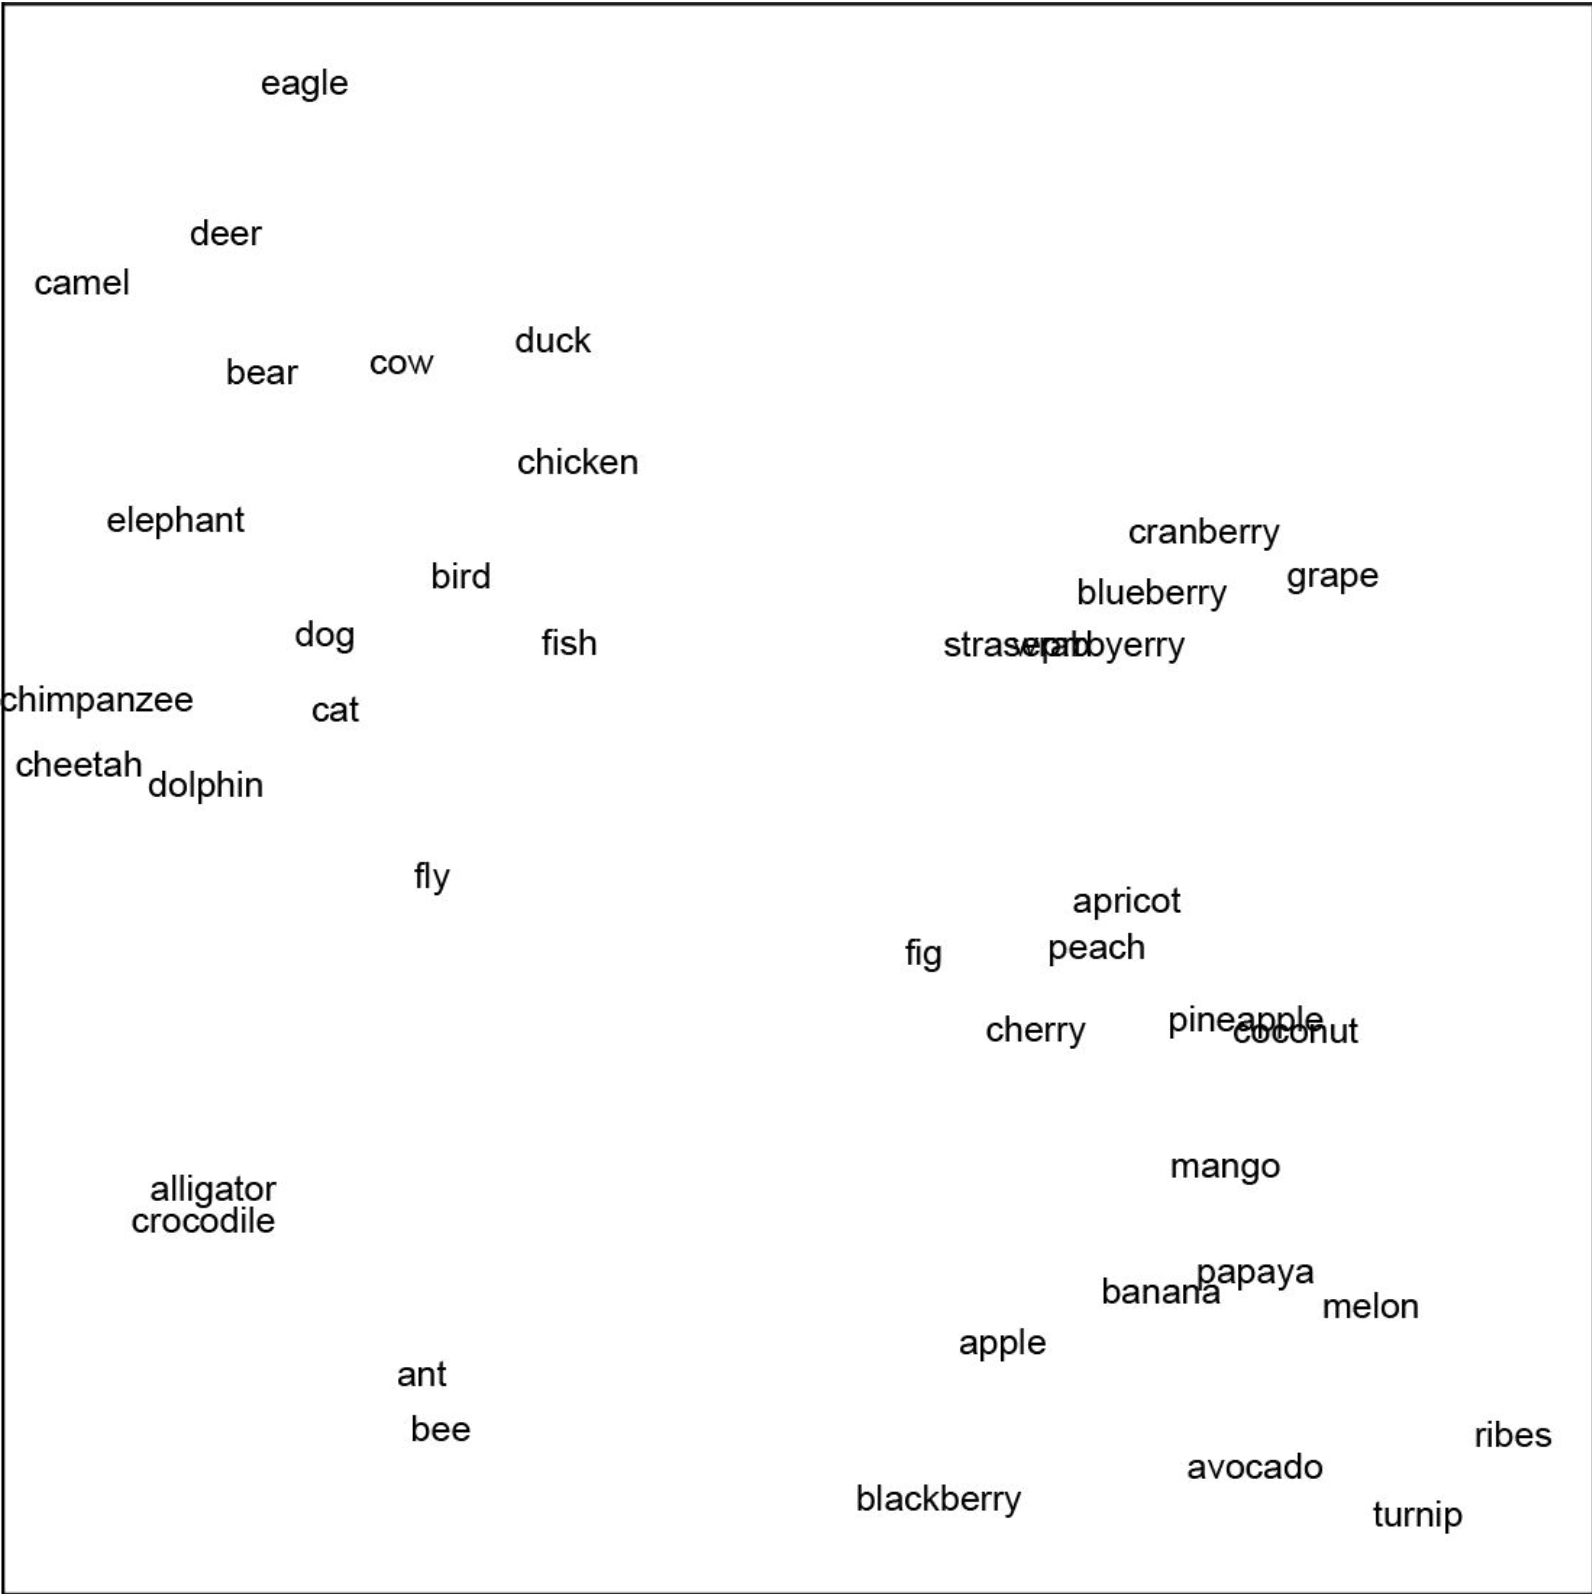 eagle
deer
camel
duck
cow
bear
chicken
elephant
cranberry
bird
grape
blueberry
dog
fish
chimpanzee
cat
cheetah
dolphin
fly
apricot
peach
fig
pineapple
cherry
coconut
mango
alligator
crocodile
papaya
banana
melon
apple
ant
bee
ribes
avocado
blackberry
turnip